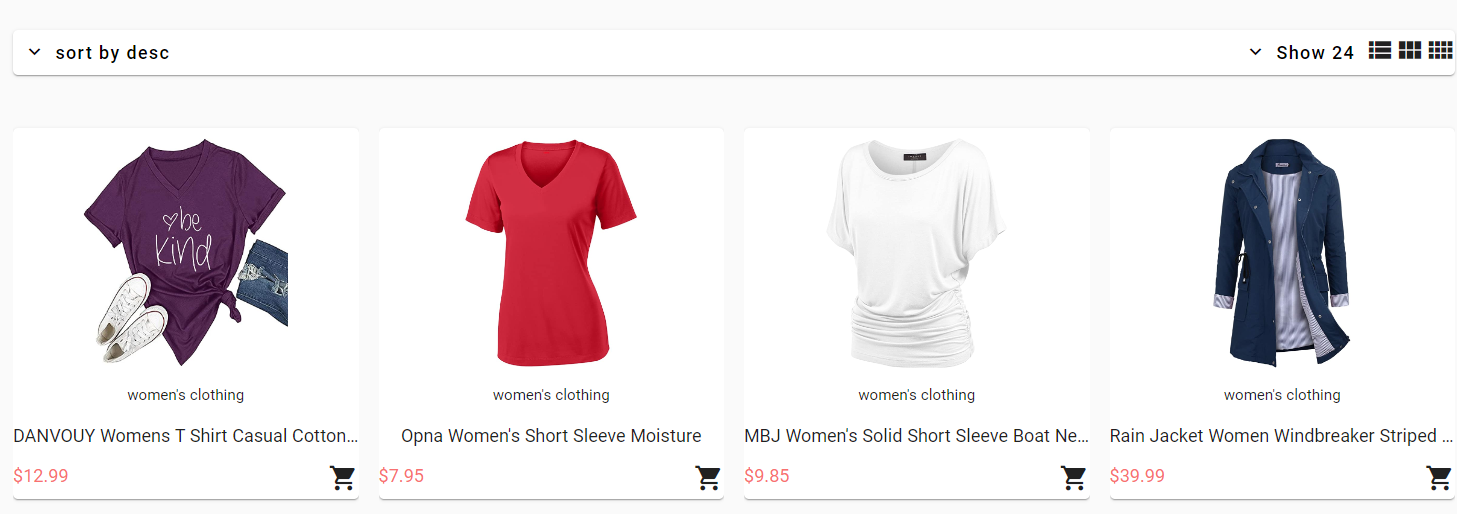 sort by desc
Show 24
be
kind
women's clothing
DANVOUY Womens T Shirt Casual Cotton…
$12.99
women's clothing
Opna Women's Short Sleeve Moisture
$7.95
women's clothing
MBJ Women's Solid Short Sleeve Boat Ne…
$9.85
women's clothing
Rain Jacket Women Windbreaker Striped …
$39.99